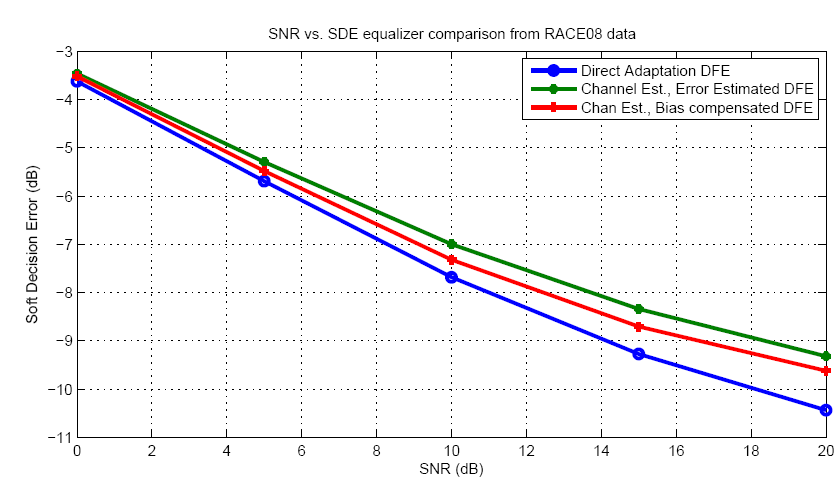 SNR vs. SDE equalizer comparison from RACE08 data
Direct Adaptation DFE
Channel Est., Error Estimated DFE
Chan Est., Bias compensated DFE
Soft Decision Error (dB)
−3
−4
−5
−6
−7
−8
−9
−10
−11
0 2 4 6 8 10 12 14 16 18 20
SNR (dB)